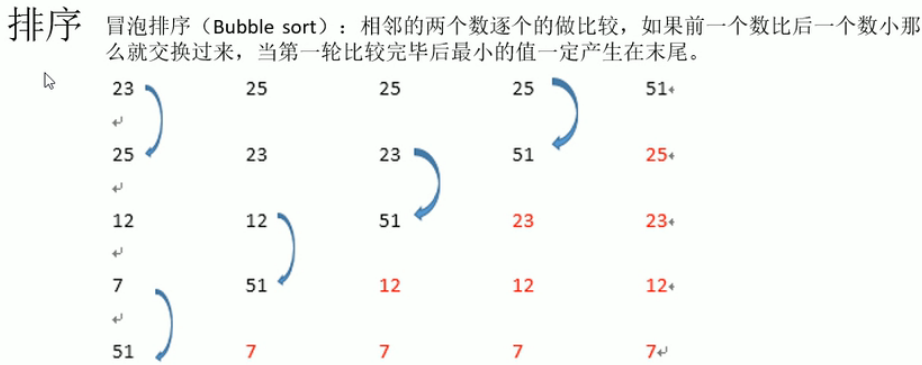 排序
冒泡排序（Bubble sort）：相邻的两个数逐个的做比较，如果前一个数比后一个数小那
么就交换过来，当第一轮比较完毕后最小的值一定产生在末尾。
23 25 25 25 51
25 23 23 51 25
12 12 51 23 23
7 51 12 12 12
51 7 7 7 7